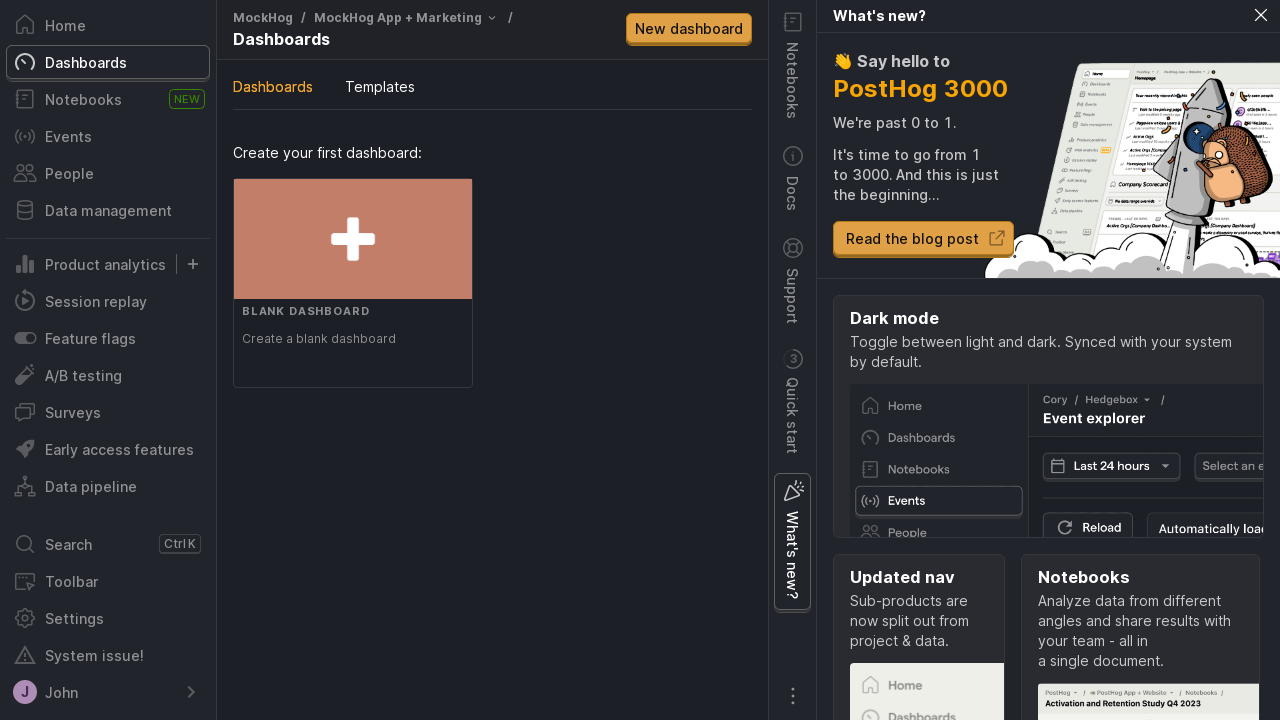 Home
Dashboards
Notebooks
NEW
Events
People
Data management
Product analytics
Session replay
Feature flags
A/B testing
Surveys
Early access features
Data pipeline
Search
Ctrl K
Toolbar
Settings
System issue!
J
John
MockHog / MockHog App + Marketing /
Dashboards
New dashboard
Dashboards
Templates
Create your first dashboard
BLANK DASHBOARD
Create a blank dashboard
Notebooks
Docs
Support
3
Quick start
What's new?
What's new?
👋 Say hello to
PostHog 3000
We're past 0 to 1.
It's time to go from 1
to 3000. And this is just
the beginning...
Read the blog post
Dark mode
Toggle between light and dark. Synced with your system
by default.
Home
Dashboards
Notebooks
Events
People
Cory / Hedgebox /
Event explorer
Last 24 hours
Select an e
Reload
Automatically load
Updated nav
Sub-products are
now split out from
project & data.
Home
Dashboards
Notebooks
Analyze data from different
angles and share results with
your team - all in
a single document.
PostHog / PostHog App + Website / Notebooks /
Activation and Retention Study Q4 2023